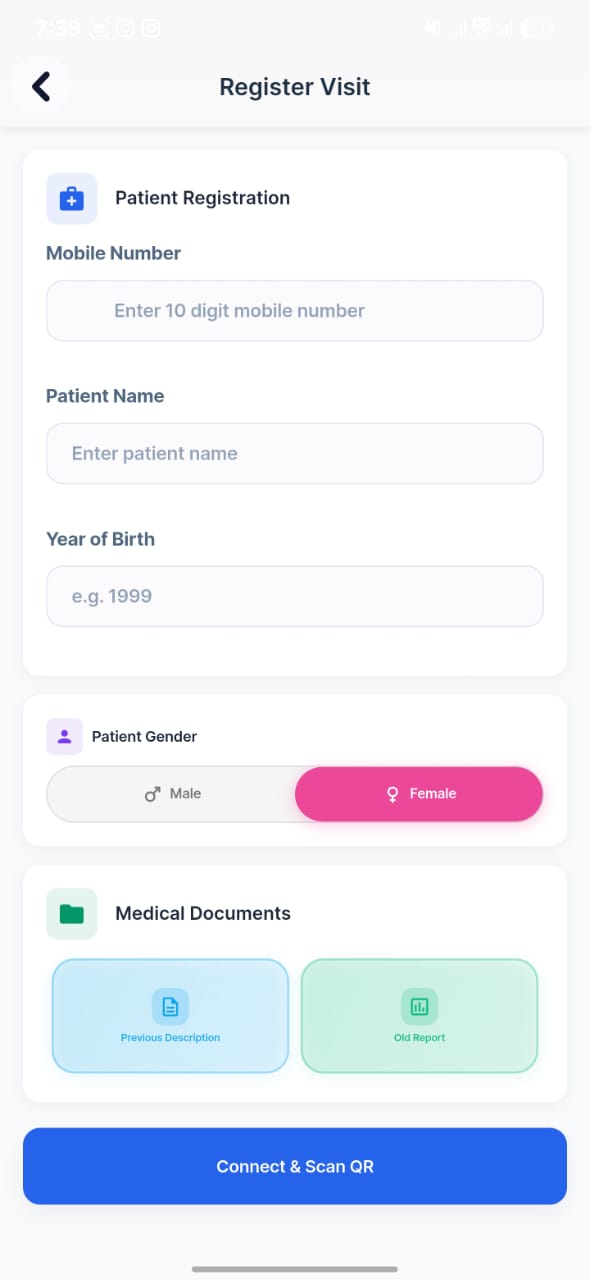 7:39
Register Visit
Patient Registration
Mobile Number
Enter 10 digit mobile number
Patient Name
Enter patient name
Year of Birth
e.g. 1999
Patient Gender
Male
Female
Medical Documents
Previous Description
Old Report
Connect & Scan QR